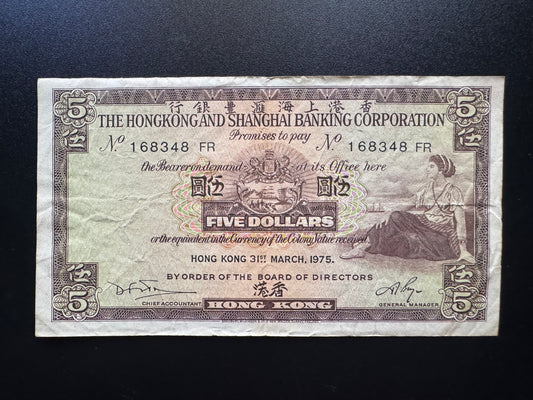 5 行銀豐滙海上港香 5
伍 THE HONGKONG AND SHANGHAI BANKING CORPORATION 伍
Promises to pay
Nº 168348 FR Nº 168348 FR
the Bearer on demand at its Office here
圓 伍
FIVE DOLLARS
or the equivalent in the Currency of the Colony Value received.
HONG KONG 31ST MARCH, 1975.
BY ORDER OF THE BOARD OF DIRECTORS
伍 港香 伍
CHIEF ACCOUNTANT GENERAL MANAGER
5 HONG KONG 5